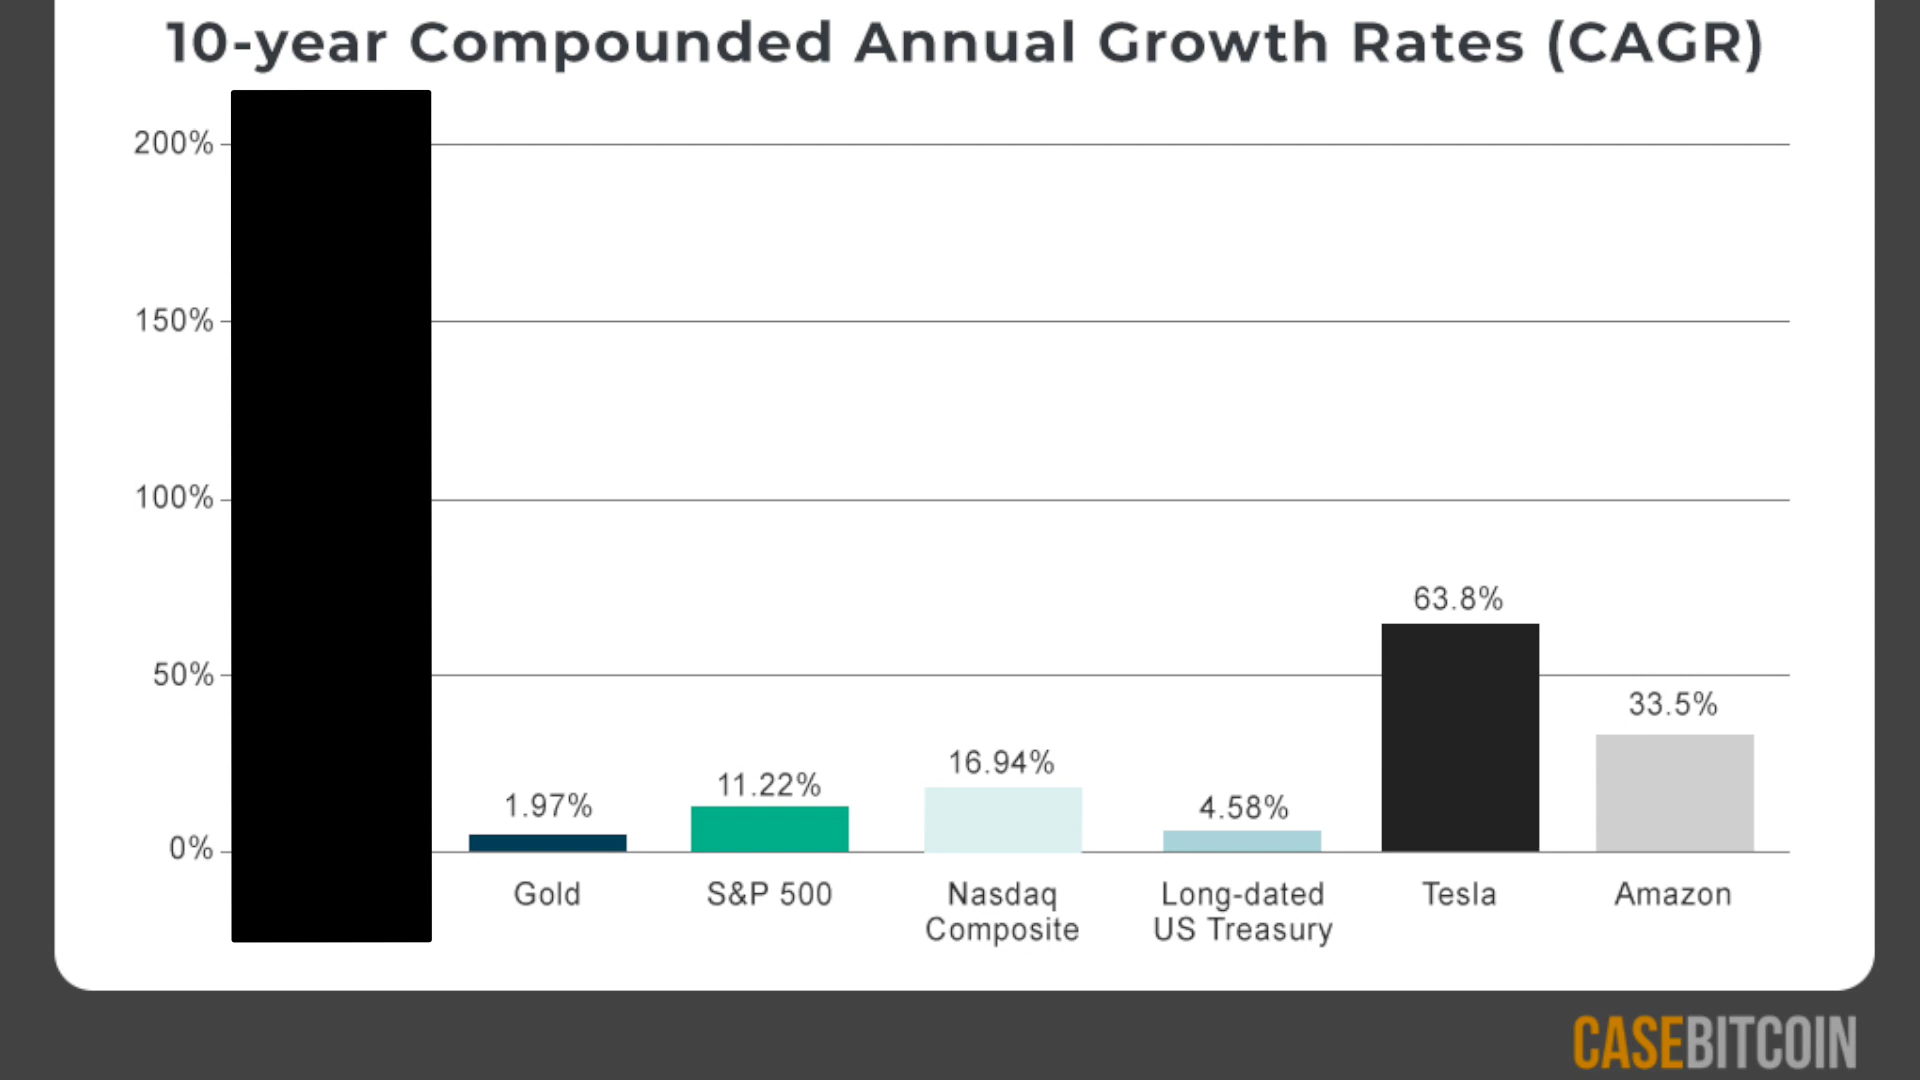 10-year Compounded Annual Growth Rates (CAGR)
200%
150%
100%
50%
0%
1.97%
11.22%
16.94%
4.58%
63.8%
33.5%
Gold
S&P 500
Nasdaq
Composite
Long-dated
US Treasury
Tesla
Amazon
CASEBITCOIN